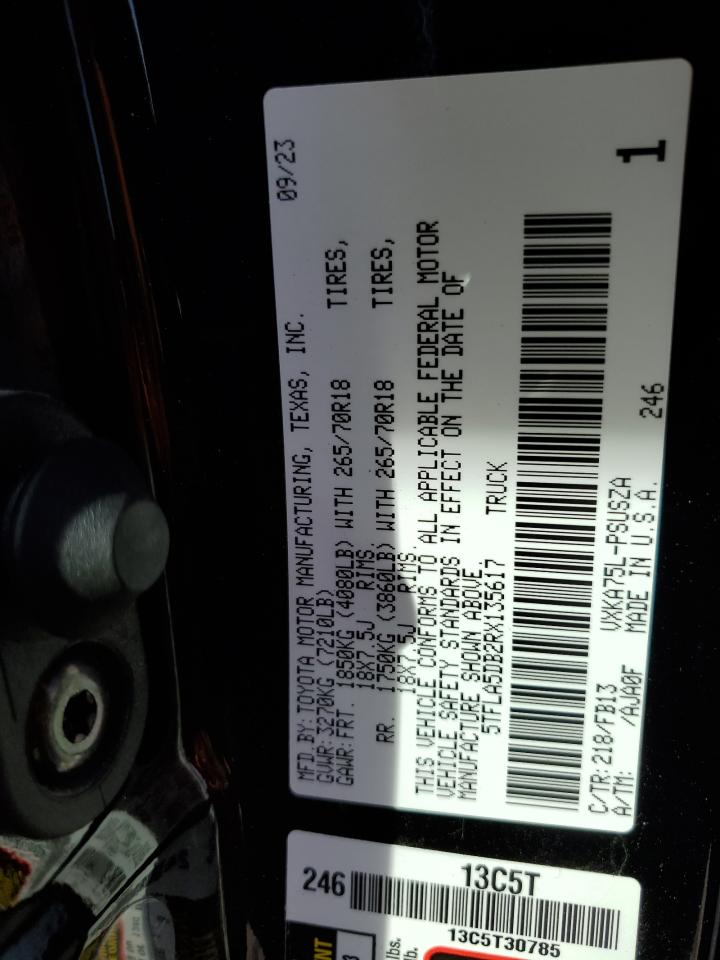 MFD.BY:TOYOTA MOTOR MANUFACTURING, TEXAS, INC. 09/23
GVWR:3270KG (7210LB)
GAWR:FRT. 1850KG (4080LB) WITH 265/70R18 TIRES,
18X7.5J RIMS.
RR. 1750KG (3860LB) WITH 265/70R18 TIRES,
18X7.5J RIMS.
THIS VEHICLE CONFORMS TO ALL APPLICABLE FEDERAL MOTOR
VEHICLE SAFETY STANDARDS IN EFFECT ON THE DATE OF
MANUFACTURE SHOWN ABOVE.
5TFLA5DB2RX135617 TRUCK
C/TR:218/FB13 VXKA75L-PSUSZA 246
A/TM: /AJA0F MADE IN U.S.A.
1
13C5T
246
13C5T30785
lbs.
lb.